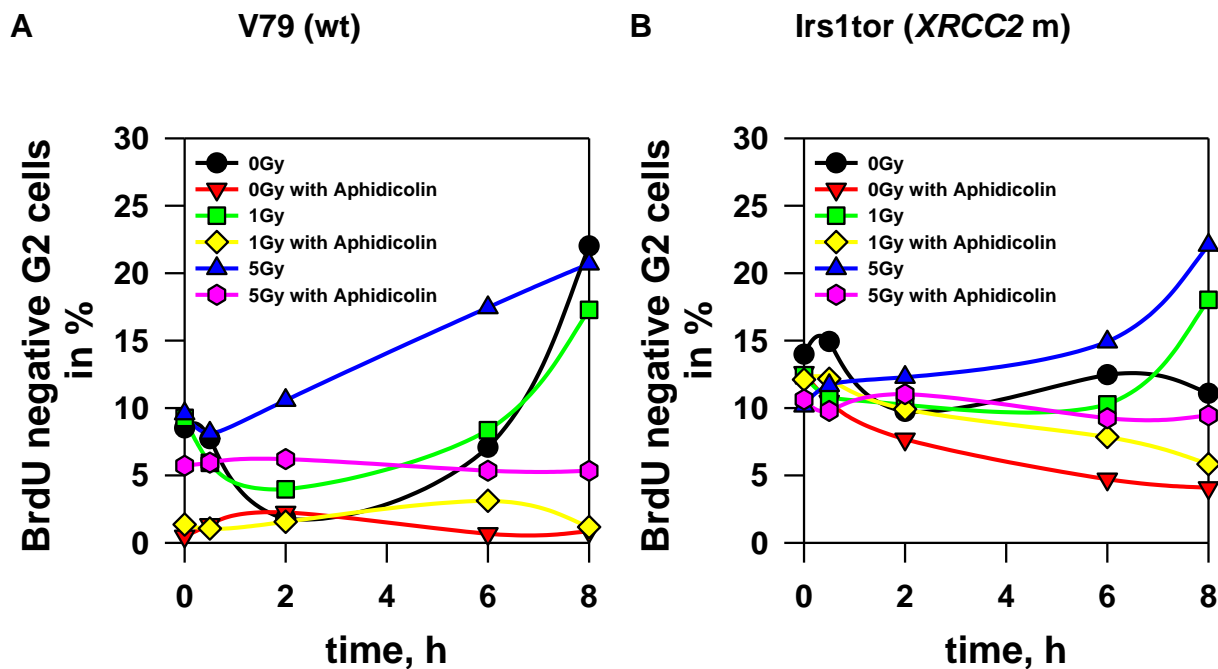 A
V79 (wt)
BrdU negative G2 cells
in %
30
25
20
15
10
5
0
0Gy
0Gy with Aphidicolin
1Gy
1Gy with Aphidicolin
5Gy
5Gy with Aphidicolin
0 2 4 6 8
time, h
B
Irs1tor (XRCC2 m)
BrdU negative G2 cells
in %
30
25
20
15
10
5
0
0Gy
0Gy with Aphidicolin
1Gy
1Gy with Aphidicolin
5Gy
5Gy with Aphidicolin
0 2 4 6 8
time, h